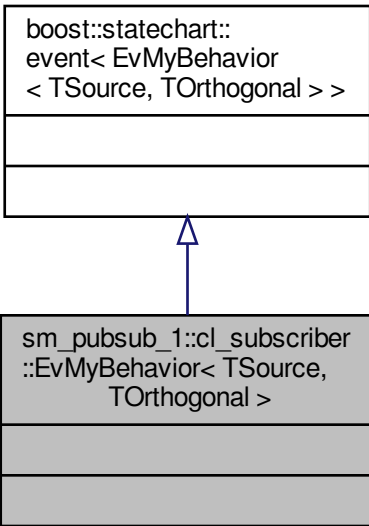 boost::statechart::
event< EvMyBehavior
< TSource, TOrthogonal > >
sm_pubsub_1::cl_subscriber
::EvMyBehavior< TSource,
TOrthogonal >